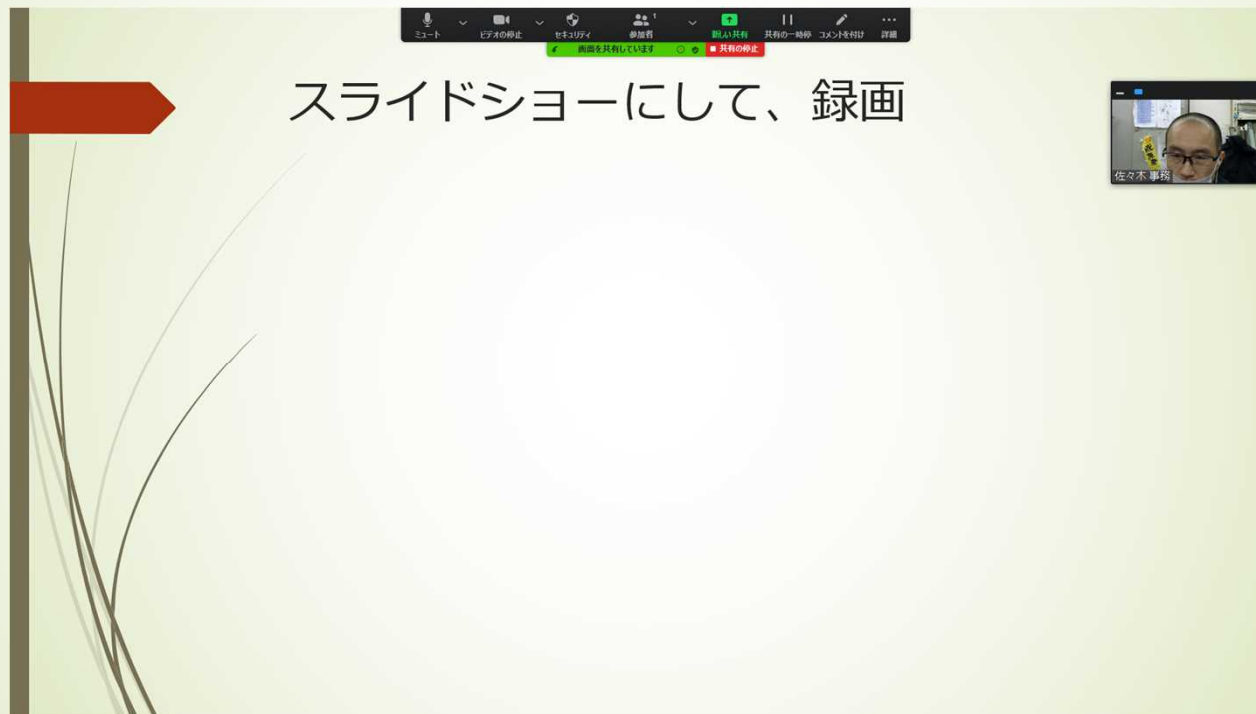 ミュート
ビデオの停止
セキュリティ
参加者
1
新しい共有
共有の一時停
コメントを付け
詳細
画面を共有しています
共有の停止
スライドショーにして、録画
佐々木 事務